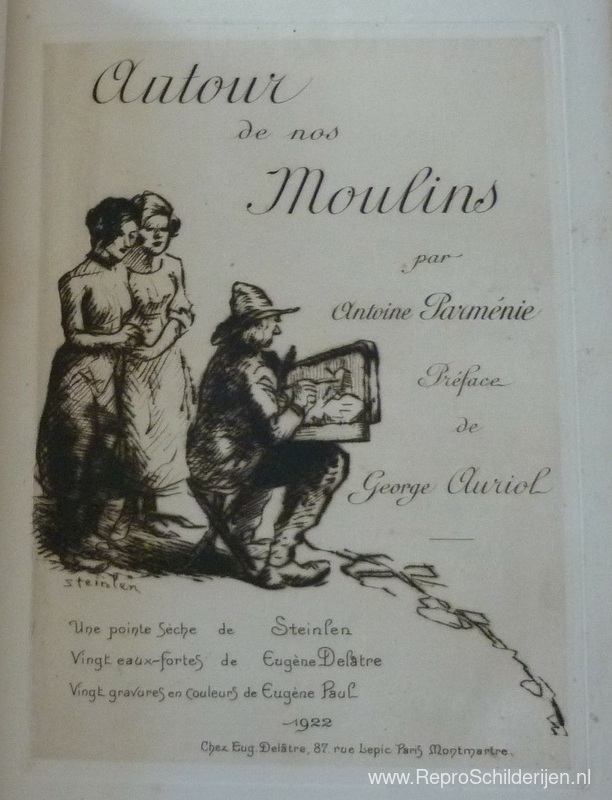 Autour
de nos
Moulins
par
Antoine Parménie
Préface
de
George Auriol
steinlen
Une pointe sèche de Steinlen
Vingt eaux-fortes de Eugène Delâtre
Vingt gravures en couleurs de Eugène Paul
1922
Chez Eug. Delâtre, 87 rue Lepic Paris Montmartre.
www.ReproSchilderijen.nl